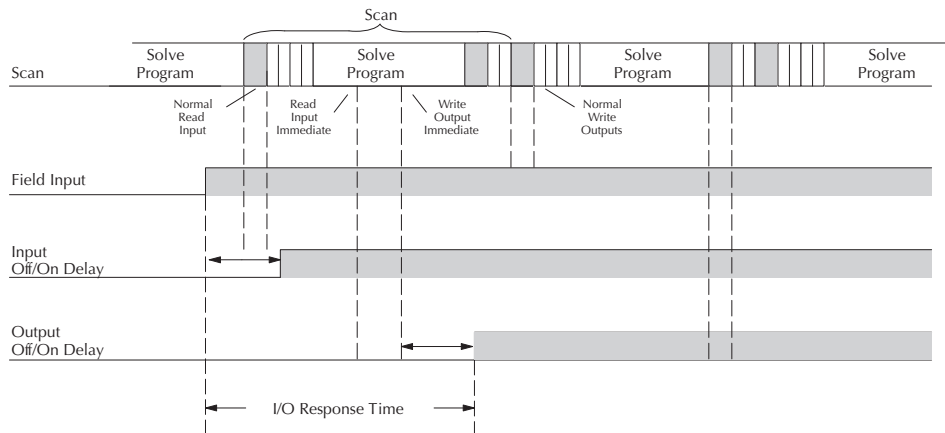 Scan
Scan
Solve
Program
Solve
Program
Solve
Program
Solve
Program
Normal
Read
Input
Read
Input
Immediate
Write
Output
Immediate
Normal
Write
Outputs
Field Input
Input
Off/On Delay
Output
Off/On Delay
I/O Response Time